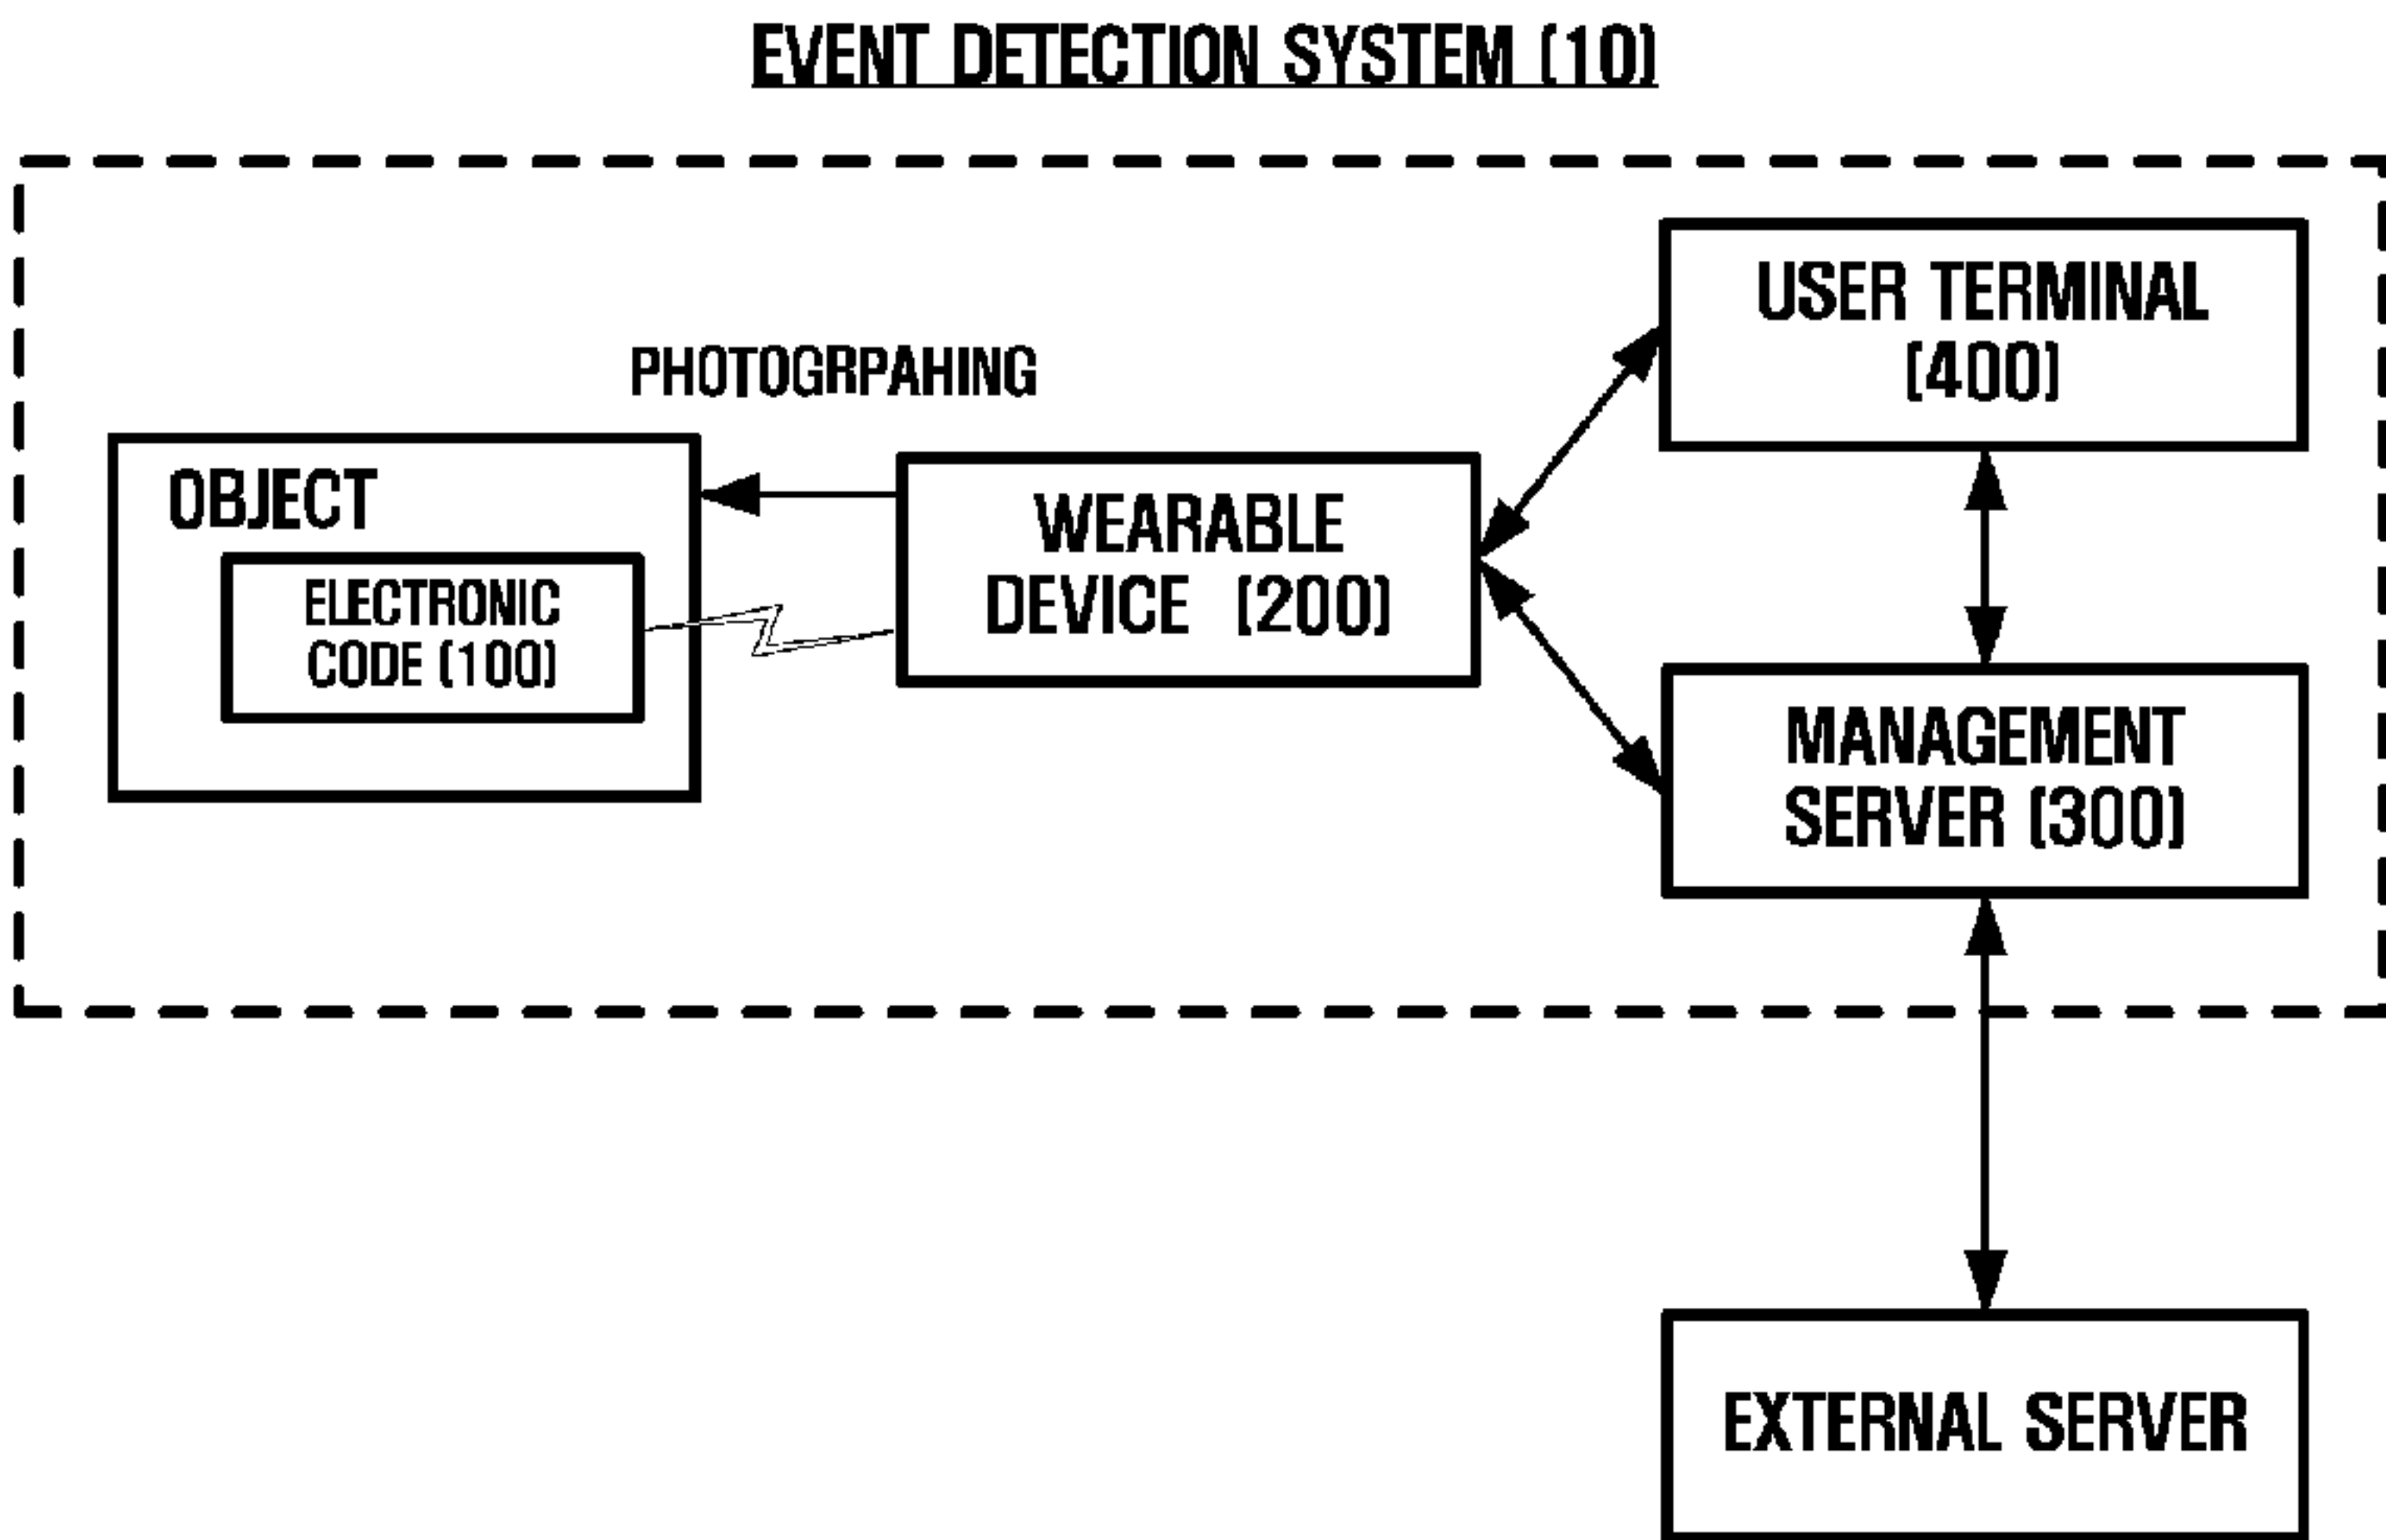 EVENT DETECTION SYSTEM (10)
PHOTOGRPAHING
OBJECT
ELECTRONIC
CODE (100)
WEARABLE
DEVICE (200)
USER TERMINAL
(400)
MANAGEMENT
SERVER (300)
EXTERNAL SERVER